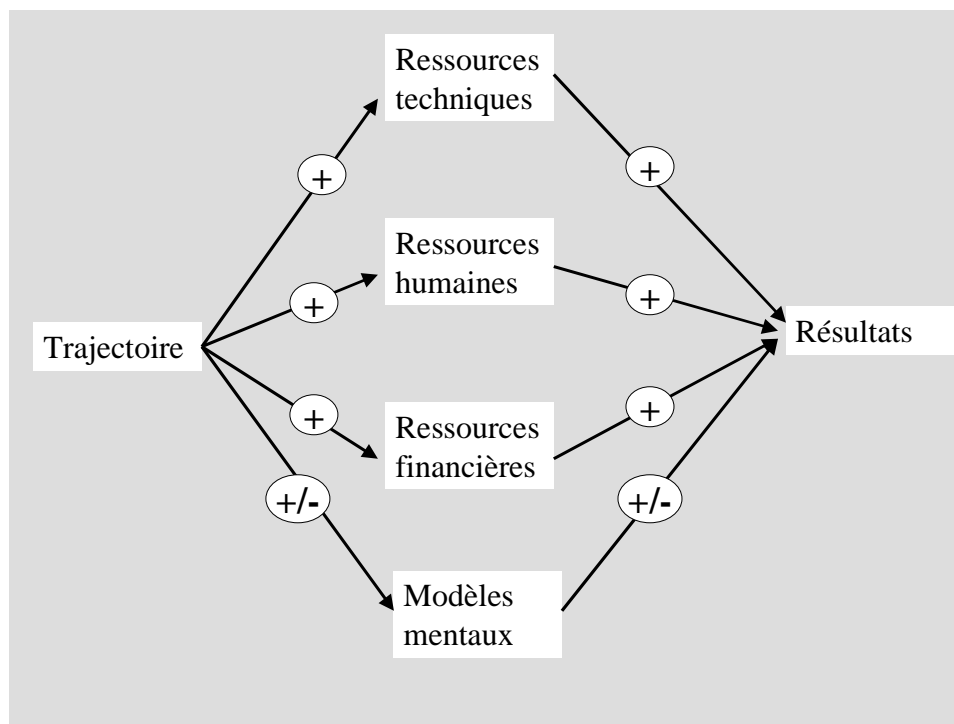 Ressources
techniques
+
+
Ressources
humaines
+
+
Trajectoire
Résultats
+
+
Ressources
financières
+/-
+/-
Modèles
mentaux